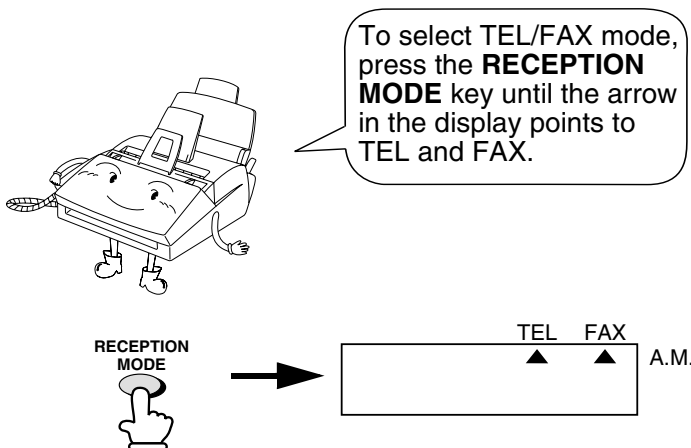 To select TEL/FAX mode,
press the RECEPTION
MODE key until the arrow
in the display points to
TEL and FAX.
RECEPTION
MODE
TEL FAX
A.M.